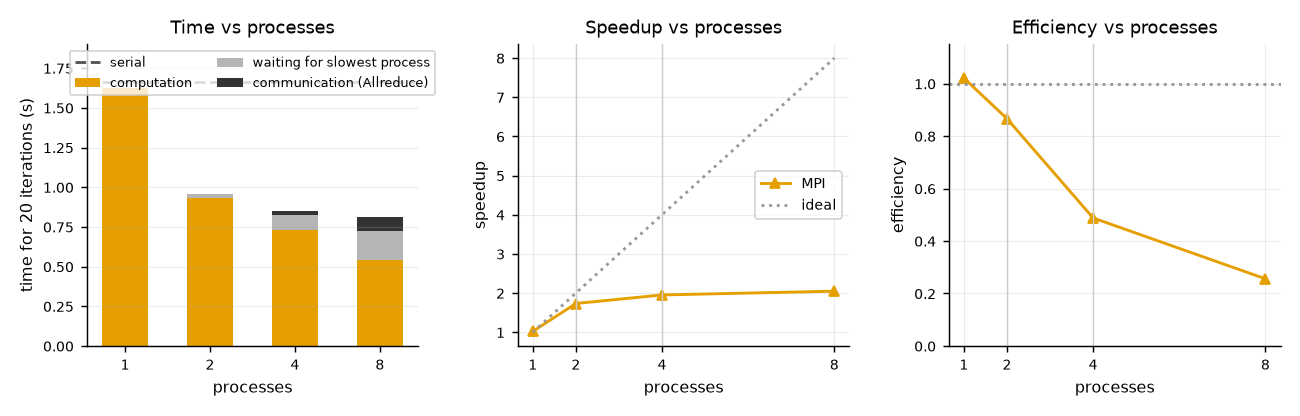 Time vs processes
serial
computation
waiting for slowest process
communication (Allreduce)
time for 20 iterations (s)
1.75
1.50
1.25
1.00
0.75
0.50
0.25
0.00
1 2 4 8
processes
Speedup vs processes
speedup
8
7
6
5
4
3
2
1
MPI
ideal
1 2 4 8
processes
Efficiency vs processes
efficiency
1.0
0.8
0.6
0.4
0.2
0.0
1 2 4 8
processes